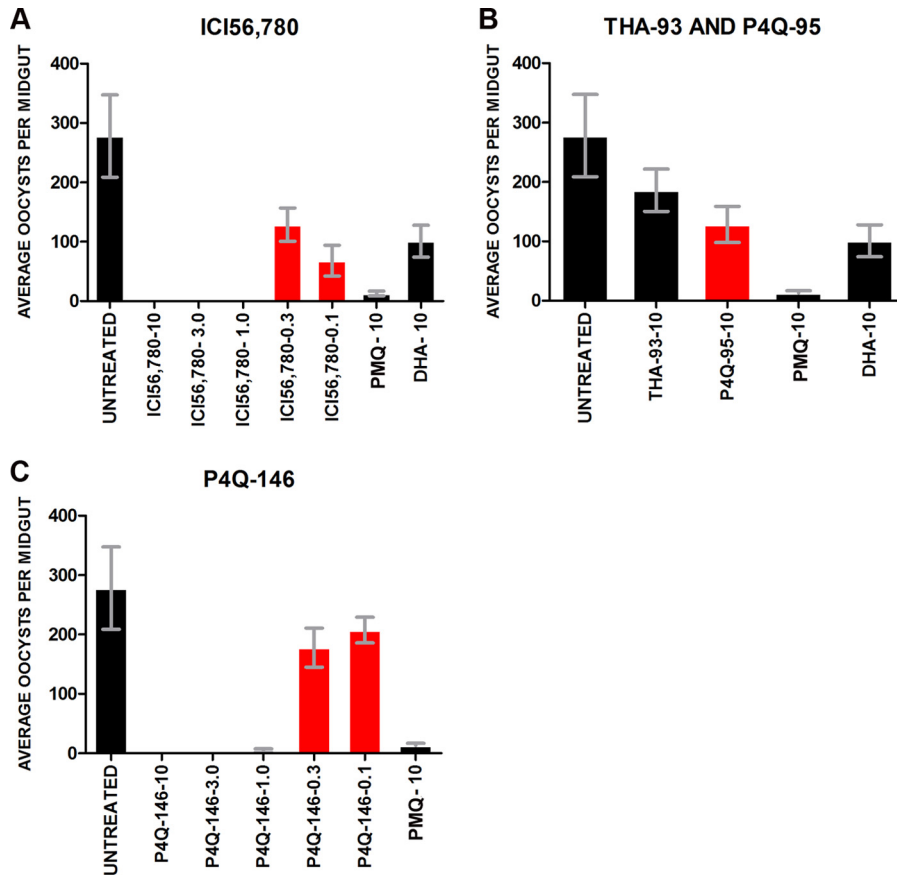 A
ICI56,780
AVERAGE OOCYSTS PER MIDGUT
400
300
200
100
0
UNTREATED
ICI56,780-10
ICI56,780- 3.0
ICI56,780- 1.0
ICI56,780-0.3
ICI56,780-0.1
PMQ- 10
DHA- 10
B
THA-93 AND P4Q-95
AVERAGE OOCYSTS PER MIDGUT
400
300
200
100
0
UNTREATED
THA-93-10
P4Q-95-10
PMQ-10
DHA-10
C
P4Q-146
AVERAGE OOCYSTS PER MIDGUT
400
300
200
100
0
UNTREATED
P4Q-146-10
P4Q-146-3.0
P4Q-146-1.0
P4Q-146-0.3
P4Q-146-0.1
PMQ - 10